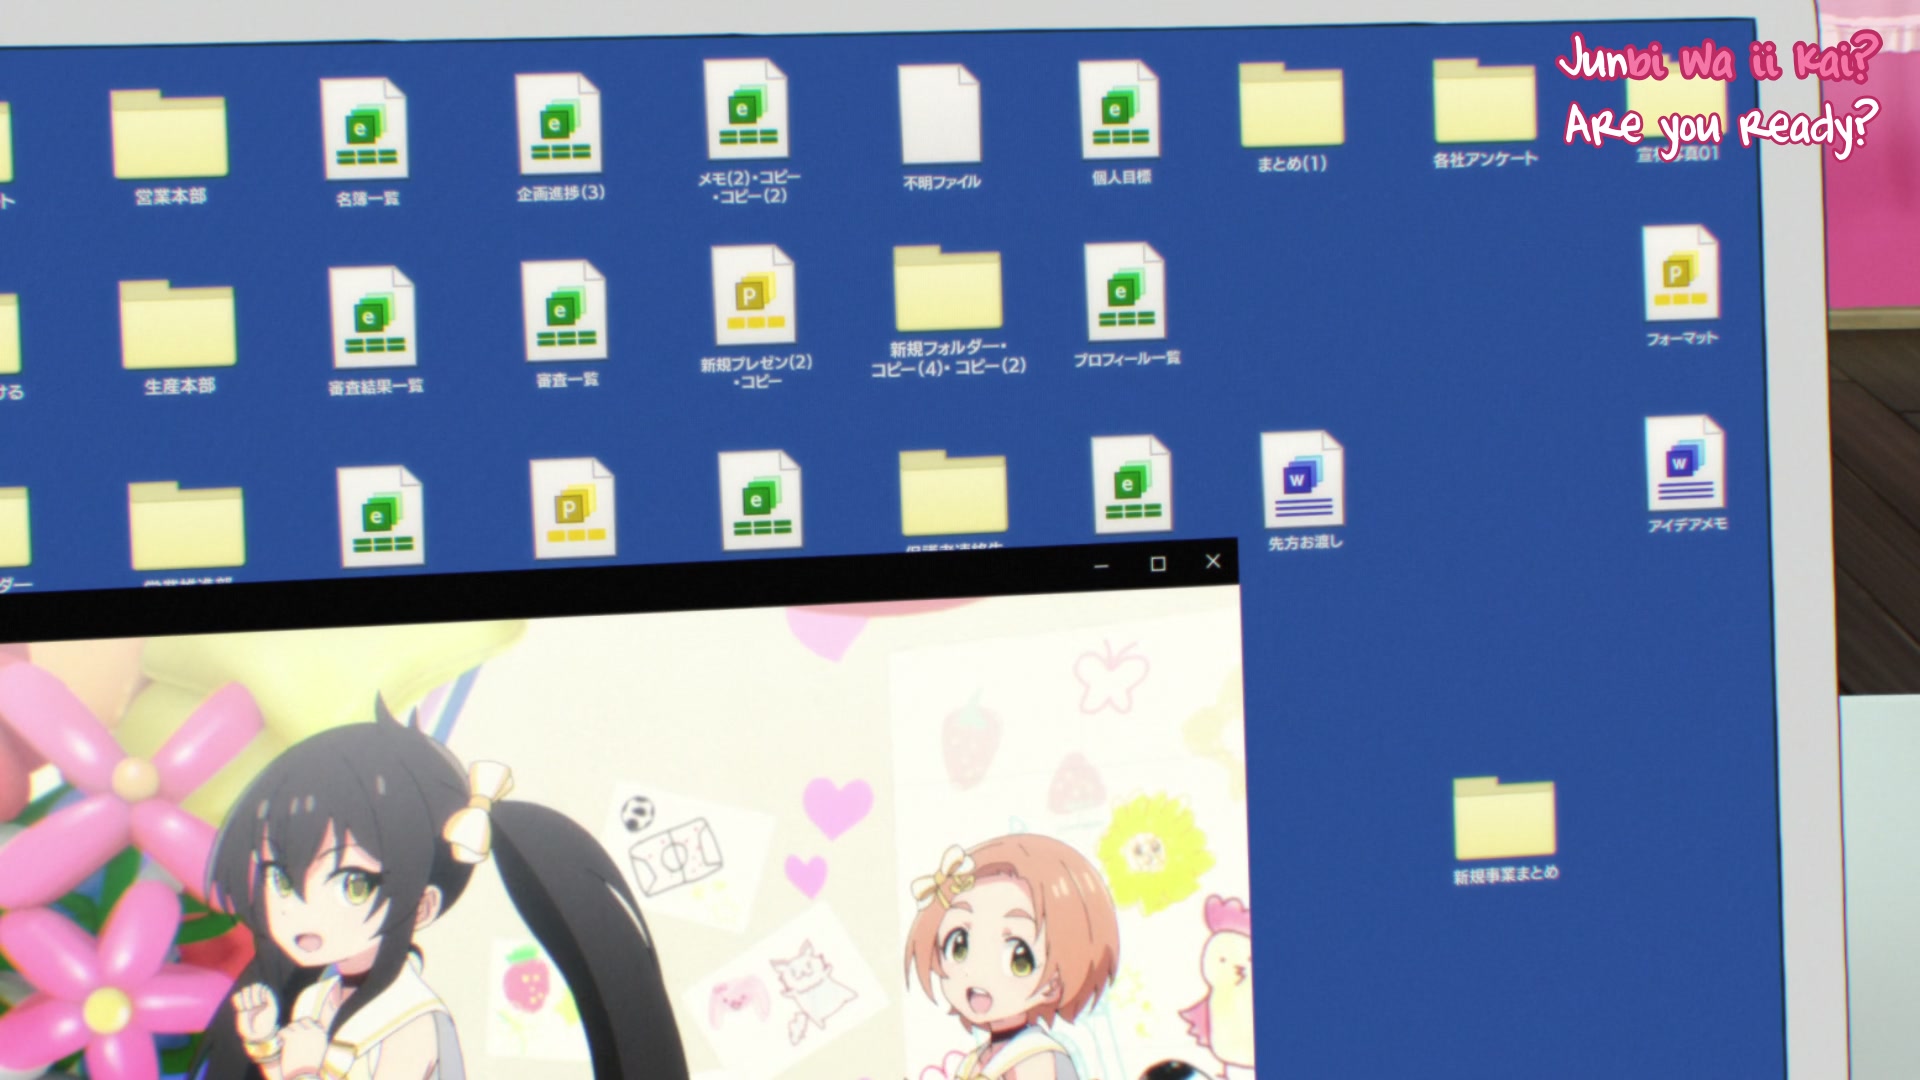 Junbi wa ii kai?
Are you Ready?
ト
営業本部
名簿一覧
企画進捗(3)
メモ(2)・コピー
・コピー(2)
不明ファイル
個人目標
まとめ(1)
各社アンケート
ける
生産本部
審査結果一覧
審査一覧
新規プレゼン(2)
・コピー
新規フォルダー・
コピー(4)・コピー(2)
プロフィール一覧
フォーマット
ダー
先方お渡し
アイデアメモ
新規事業まとめ